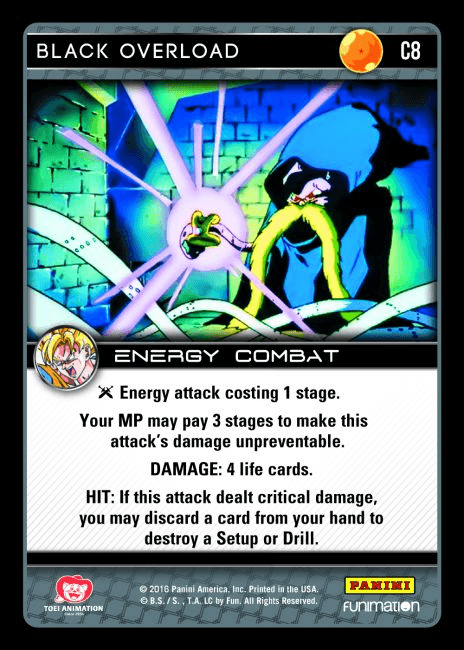 BLACK OVERLOAD C8
ENERGY COMBAT
Energy attack costing 1 stage.
Your MP may pay 3 stages to make this
attack's damage unpreventable.
DAMAGE: 4 life cards.
HIT: If this attack dealt critical damage,
you may discard a card from your hand to
destroy a Setup or Drill.
© 2016 Panini America, Inc. Printed in the USA.
© B.S. / S. , T.A. LC by Fun. All Rights Reserved.
TOEI ANIMATION
PANINI
FUNIMATION